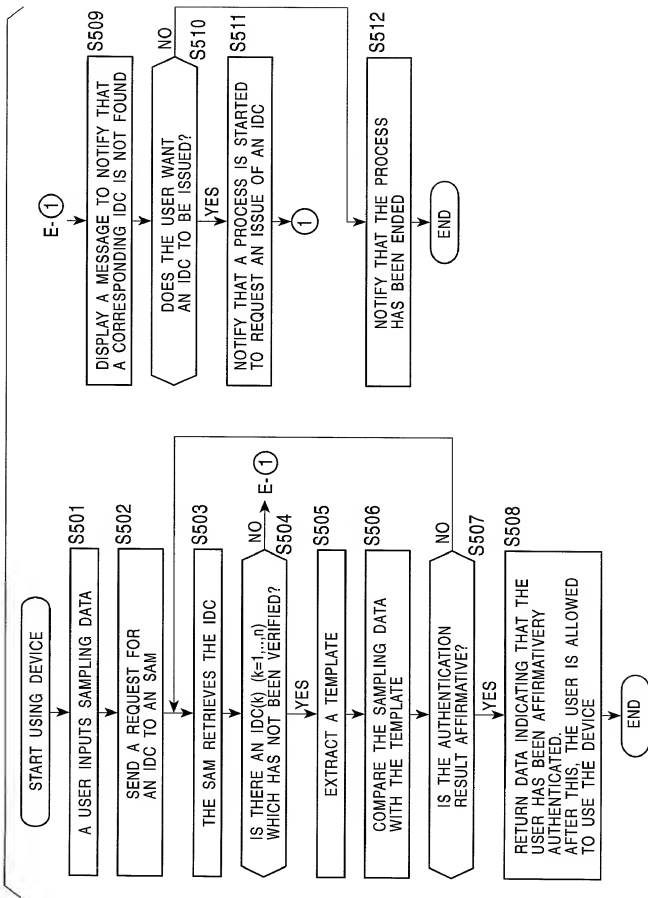 START USING DEVICE
S501
A USER INPUTS SAMPLING DATA
S502
SEND A REQUEST FOR
AN IDC TO AN SAM
S503
THE SAM RETRIEVES THE IDC
IS THERE AN IDC(k) (k=1,...,n)
WHICH HAS NOT BEEN VERIFIED?
NO
E-①
S504
YES
S505
EXTRACT A TEMPLATE
S506
COMPARE THE SAMPLING DATA
WITH THE TEMPLATE
IS THE AUTHENTICATION
RESULT AFFIRMATIVE?
NO
S507
YES
S508
RETURN DATA INDICATING THAT THE
USER HAS BEEN AFFIRMATIVERY
AUTHENTICATED.
AFTER THIS, THE USER IS ALLOWED
TO USE THE DEVICE
END
E-①
S509
DISPLAY A MESSAGE TO NOTIFY THAT
A CORRESPONDING IDC IS NOT FOUND
DOES THE USER WANT
AN IDC TO BE ISSUED?
NO
S510
YES
S511
NOTIFY THAT A PROCESS IS STARTED
TO REQUEST AN ISSUE OF AN IDC
①
S512
NOTIFY THAT THE PROCESS
HAS BEEN ENDED
END